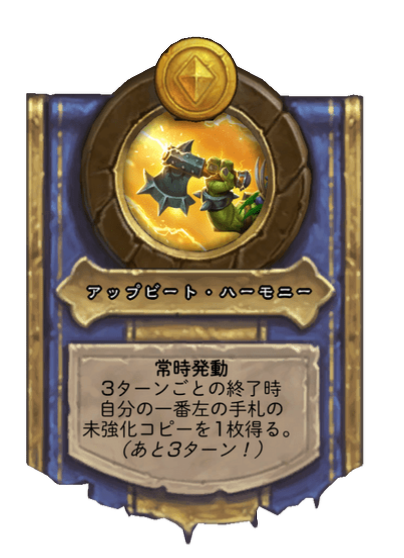 アップビート・ハーモニー
常時発動
3ターンごとの終了時
自分の一番左の手札の
未強化コピーを1枚得る。
(あと3ターン！)